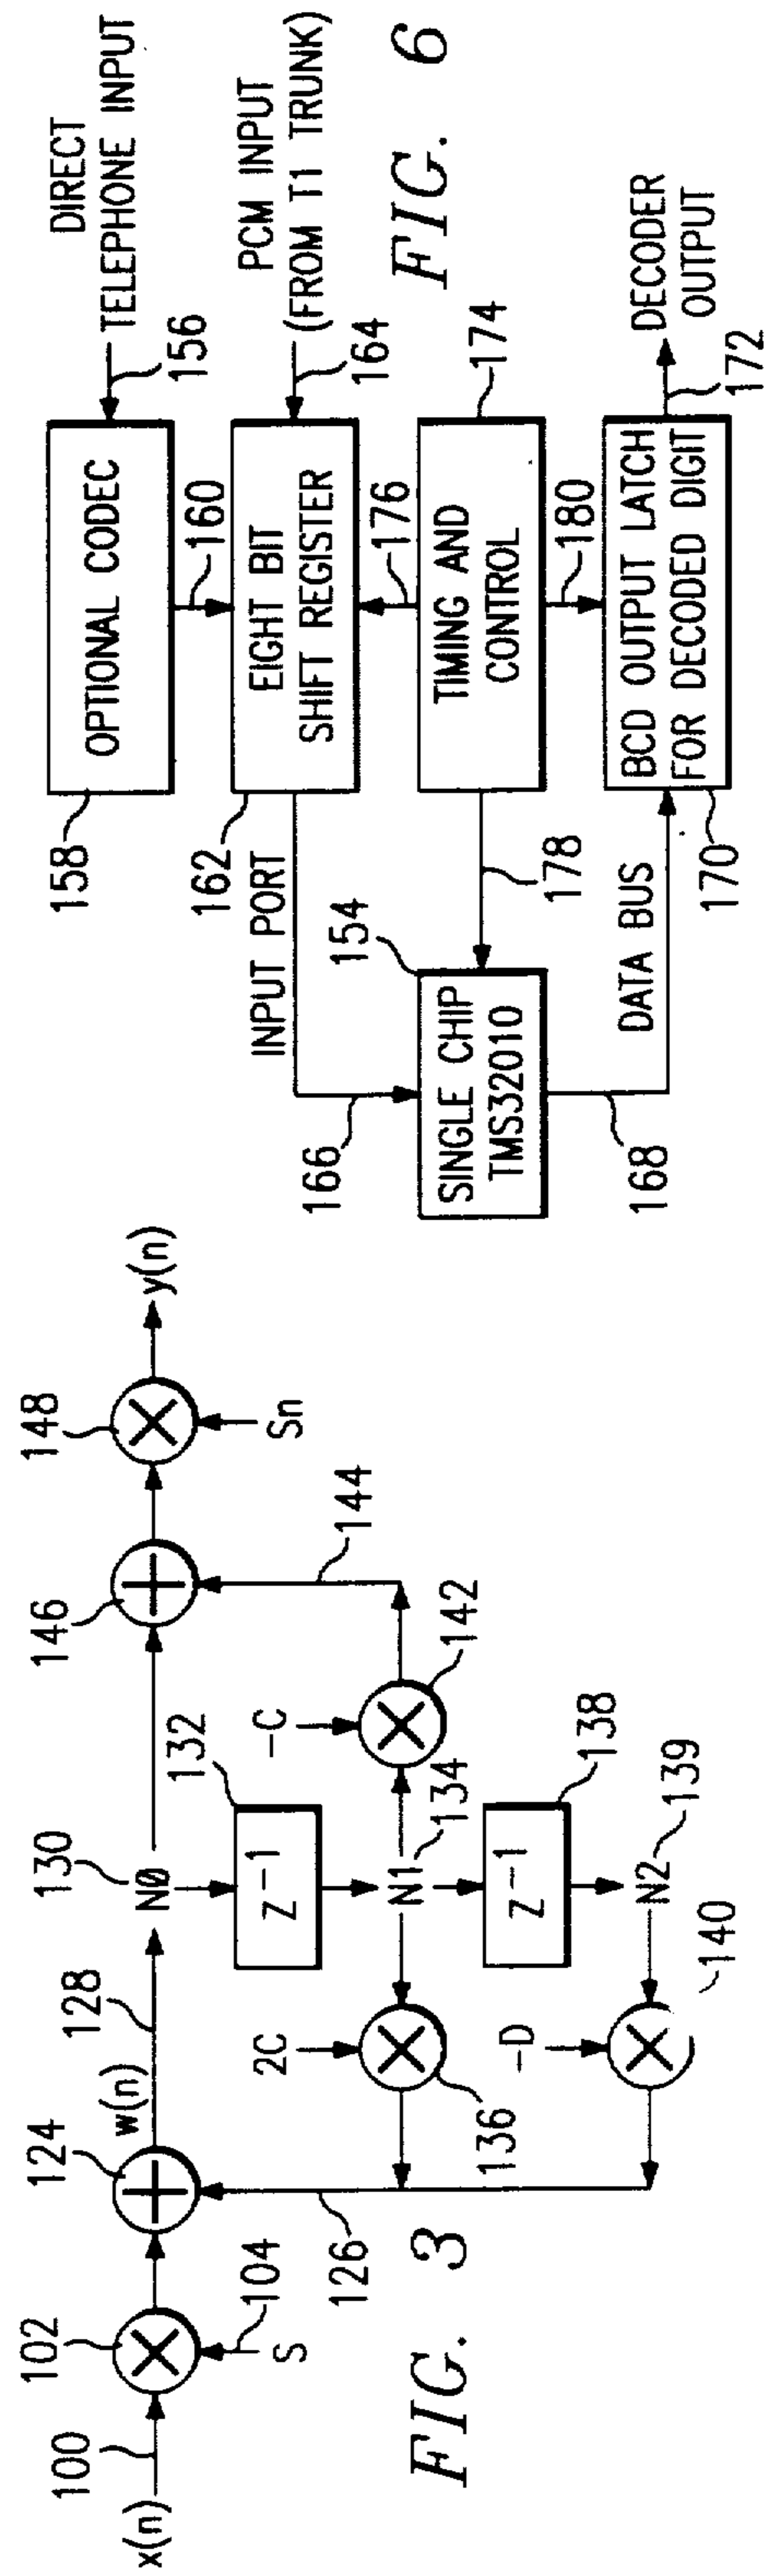 x(n)
100
102
S
104
124
126
w(n)
128
130
N0
132
z⁻¹
N1
134
2C
136
-C
142
144
z⁻¹
138
N2
139
-D
140
146
148
Sn
y(n)
FIG. 3
DIRECT
TELEPHONE INPUT
156
158
OPTIONAL CODEC
160
PCM INPUT
(FROM T1 TRUNK)
164
162
EIGHT BIT
SHIFT REGISTER
INPUT PORT
166
176
174
TIMING AND
CONTROL
178
180
154
SINGLE CHIP
TMS32010
168
DATA BUS
170
BCD OUTPUT LATCH
FOR DECODED DIGIT
172
DECODER
OUTPUT
FIG. 6